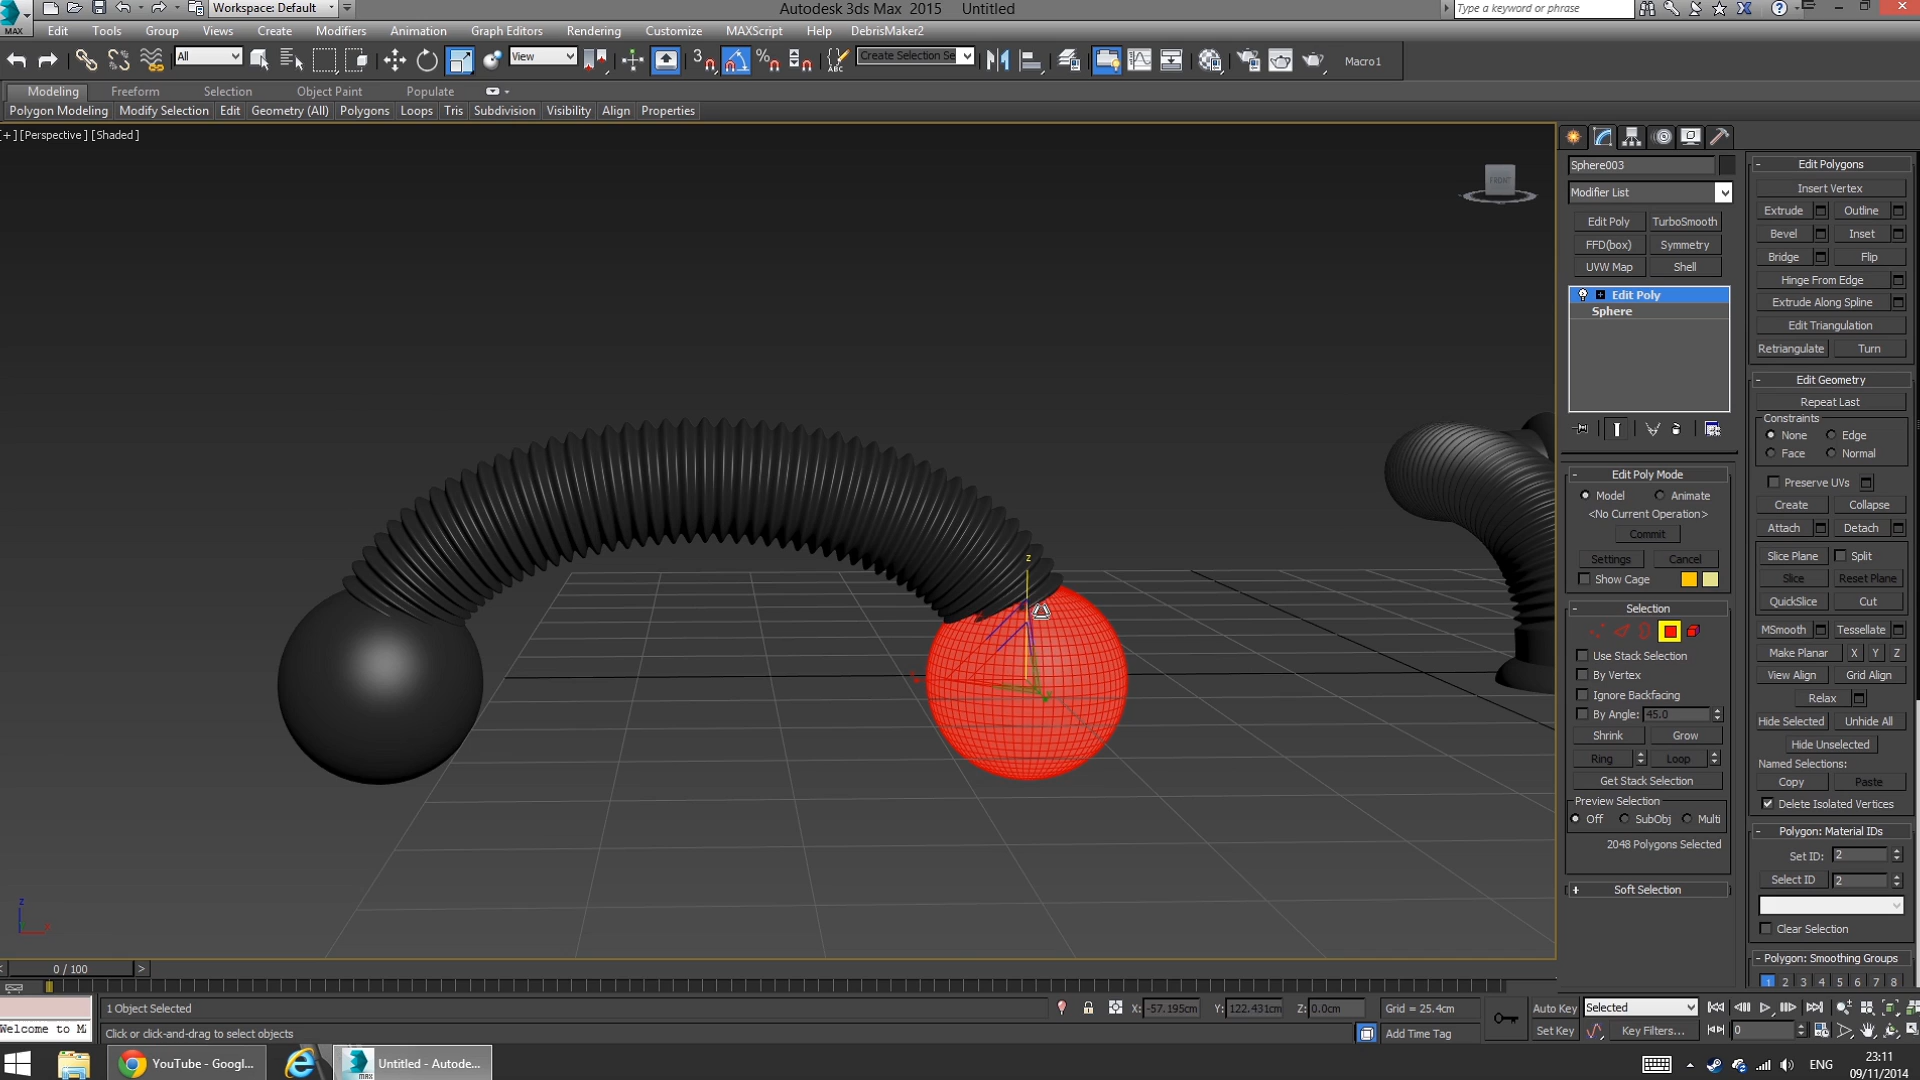 Workspace: Default
Autodesk 3ds Max 2015 Untitled
Type a keyword or phrase
MAX
Edit Tools Group Views Create Modifiers Animation Graph Editors Rendering Customize MAXScript Help DebrisMaker2
All
View
3
Create Selection Se
Macro1
Modeling Freeform Selection Object Paint Populate
Polygon Modeling Modify Selection Edit Geometry (All) Polygons Loops Tris Subdivision Visibility Align Properties
[+] [Perspective ] [Shaded ]
FRONT
z
z
Sphere003
Modifier List
Edit Poly TurboSmooth
FFD(box) Symmetry
UVW Map Shell
Edit Poly
Sphere
- Edit Poly Mode
Model Animate
<No Current Operation>
Commit
Settings Cancel
Show Cage
- Selection
Use Stack Selection
By Vertex
Ignore Backfacing
By Angle: 45.0
Shrink Grow
Ring Loop
Get Stack Selection
Preview Selection
Off SubObj Multi
2048 Polygons Selected
+ Soft Selection
- Edit Polygons
Insert Vertex
Extrude Outline
Bevel Inset
Bridge Flip
Hinge From Edge
Extrude Along Spline
Edit Triangulation
Retriangulate Turn
- Edit Geometry
Repeat Last
Constraints
None Edge
Face Normal
Preserve UVs
Create Collapse
Attach Detach
Slice Plane Split
Slice Reset Plane
QuickSlice Cut
MSmooth Tessellate
Make Planar X Y Z
View Align Grid Align
Relax
Hide Selected Unhide All
Hide Unselected
Named Selections:
Copy Paste
Delete Isolated Vertices
- Polygon: Material IDs
Set ID: 2
Select ID 2
Clear Selection
- Polygon: Smoothing Groups
1 2 3 4 5 6 7 8
0 / 100 >
1 Object Selected
X: -57.195cm Y: 122.431cm Z: 0.0cm Grid = 25.4cm
Auto Key Selected
Welcome to M
Click or click-and-drag to select objects
Add Time Tag
Set Key Key Filters... 0
YouTube - Googl...
Untitled - Autode...
ENG
23:11
09/11/2014